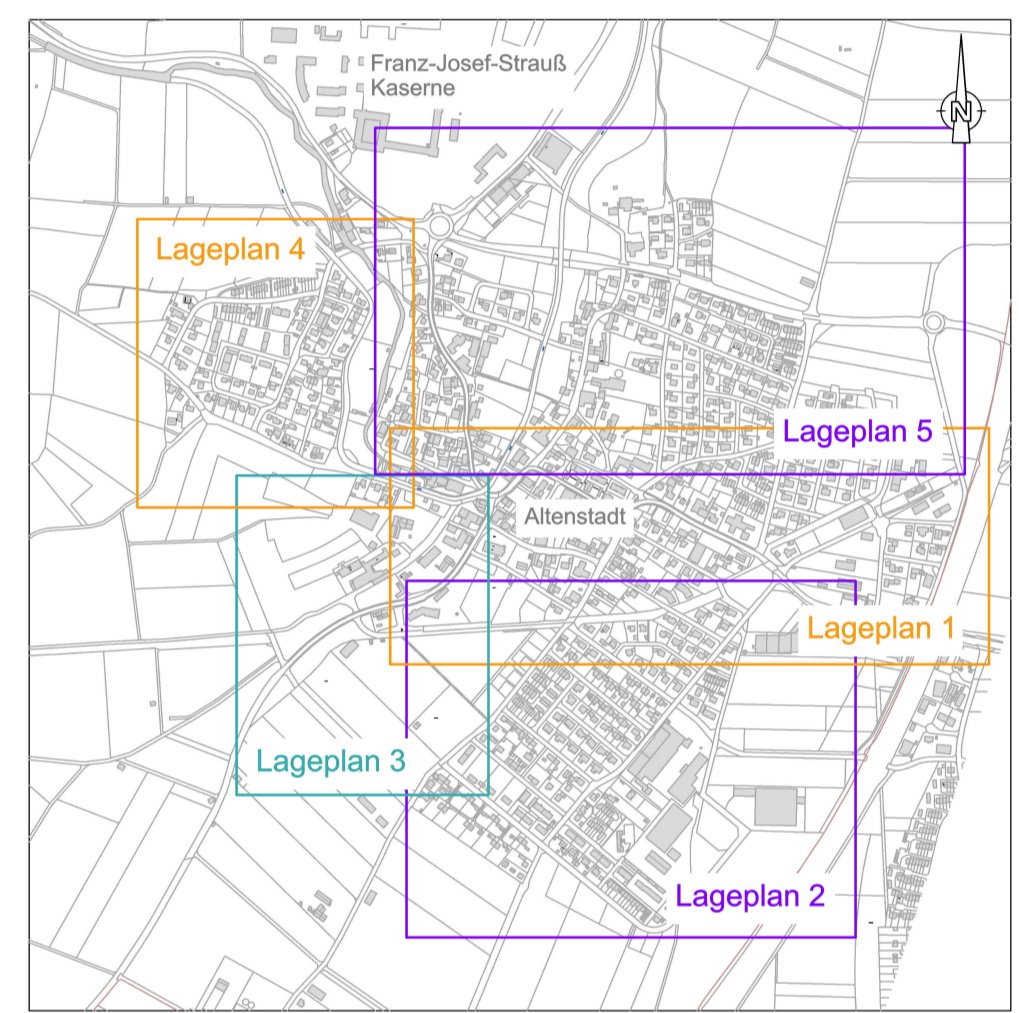 Franz-Josef-Strauß
Kaserne
N
Lageplan 4
Lageplan 5
Altenstadt
Lageplan 1
Lageplan 3
Lageplan 2